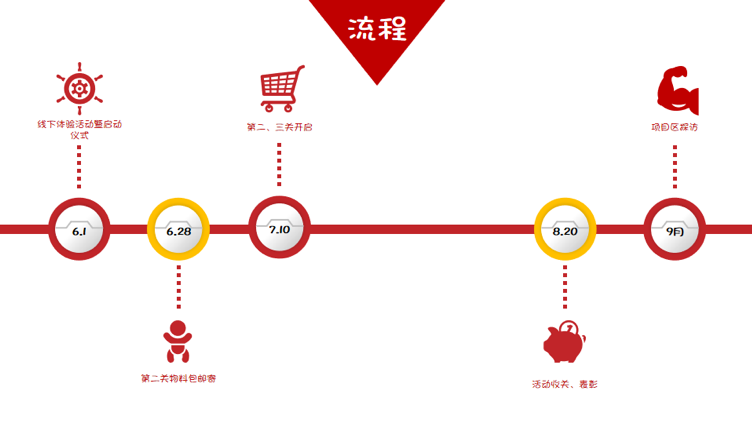 流程
线下体验活动暨启动
仪式
第二、三关开启
项目区探访
6.1
6.28
7.10
8.20
9月
第二关物料包邮寄
活动收关、表彰